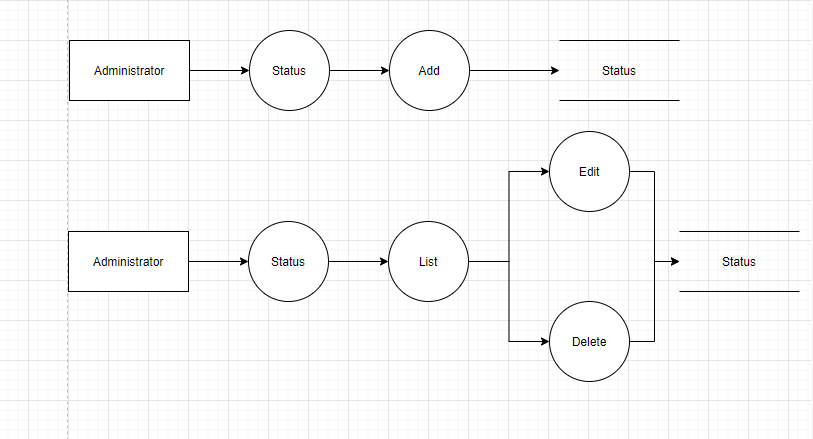 Administrator
Status
Add
Status
Edit
Administrator
Status
List
Status
Delete